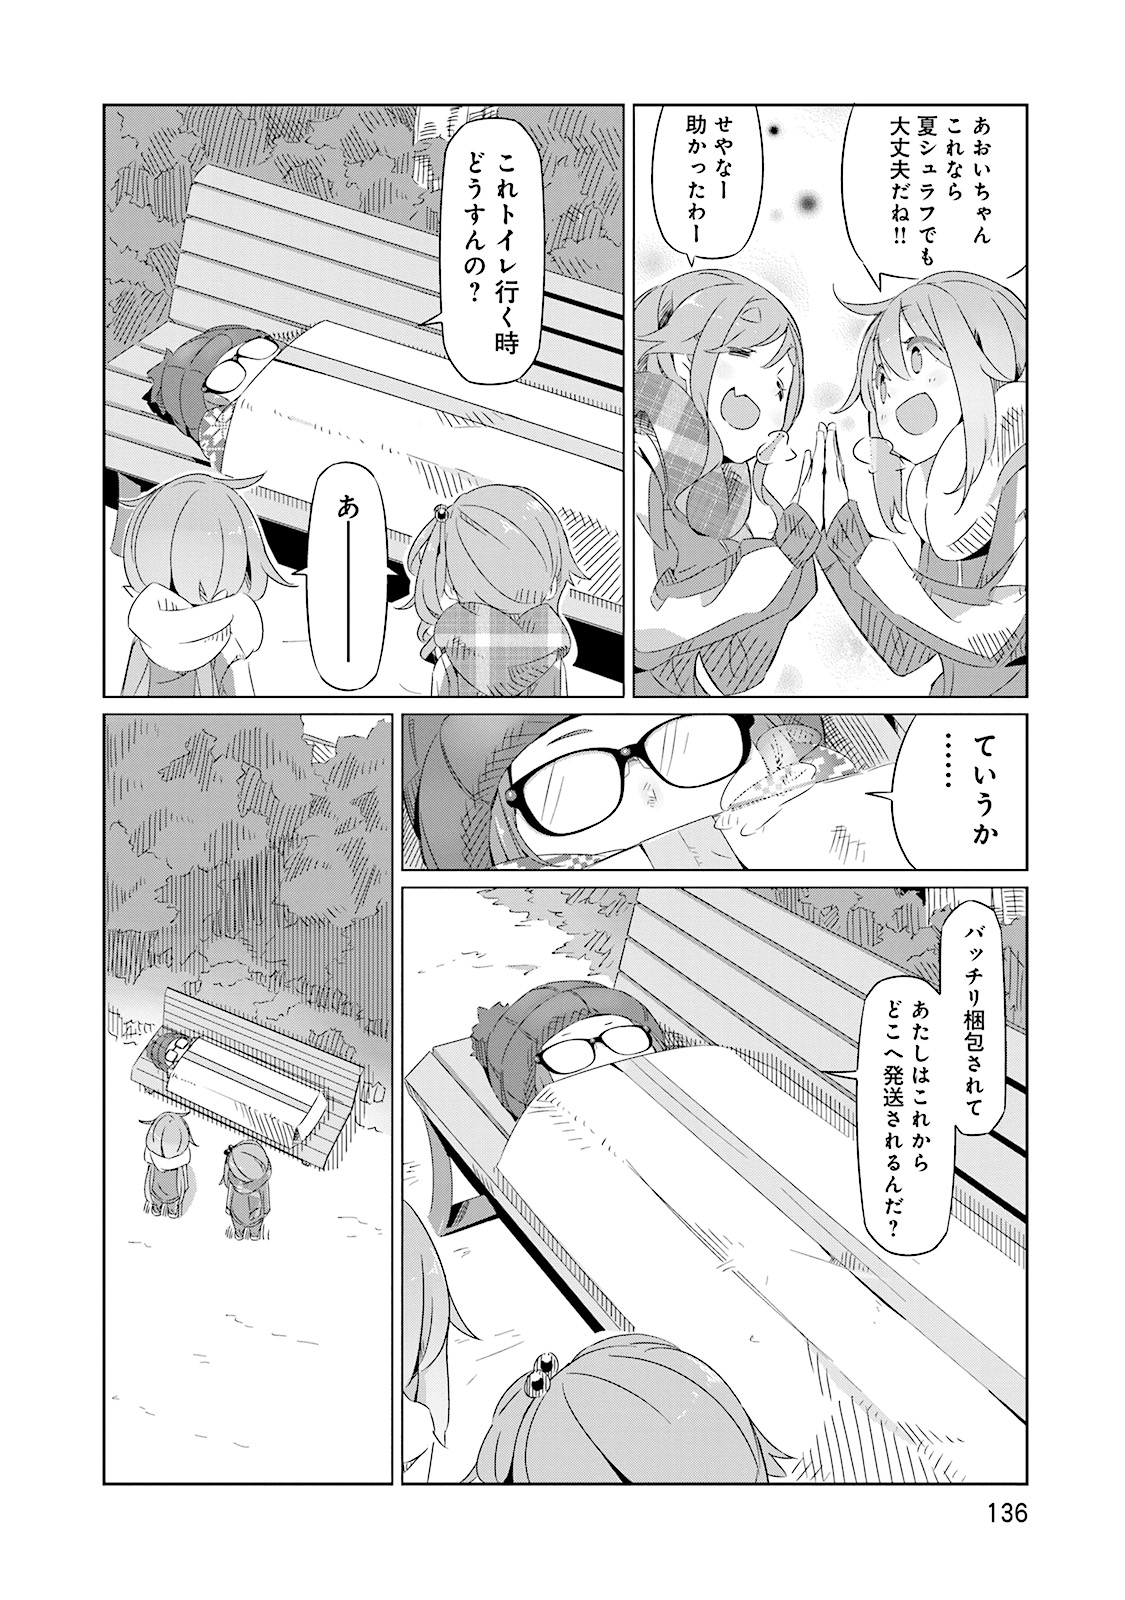 あおいちゃん
これなら
夏シュラフでも
大丈夫だね!!
せやなー
助かったわー
これトイレ行く時
どうすんの?
あーーー
ていうか
……
バッチリ梱包されて
あたしはこれから
どこへ発送されるんだ?
136